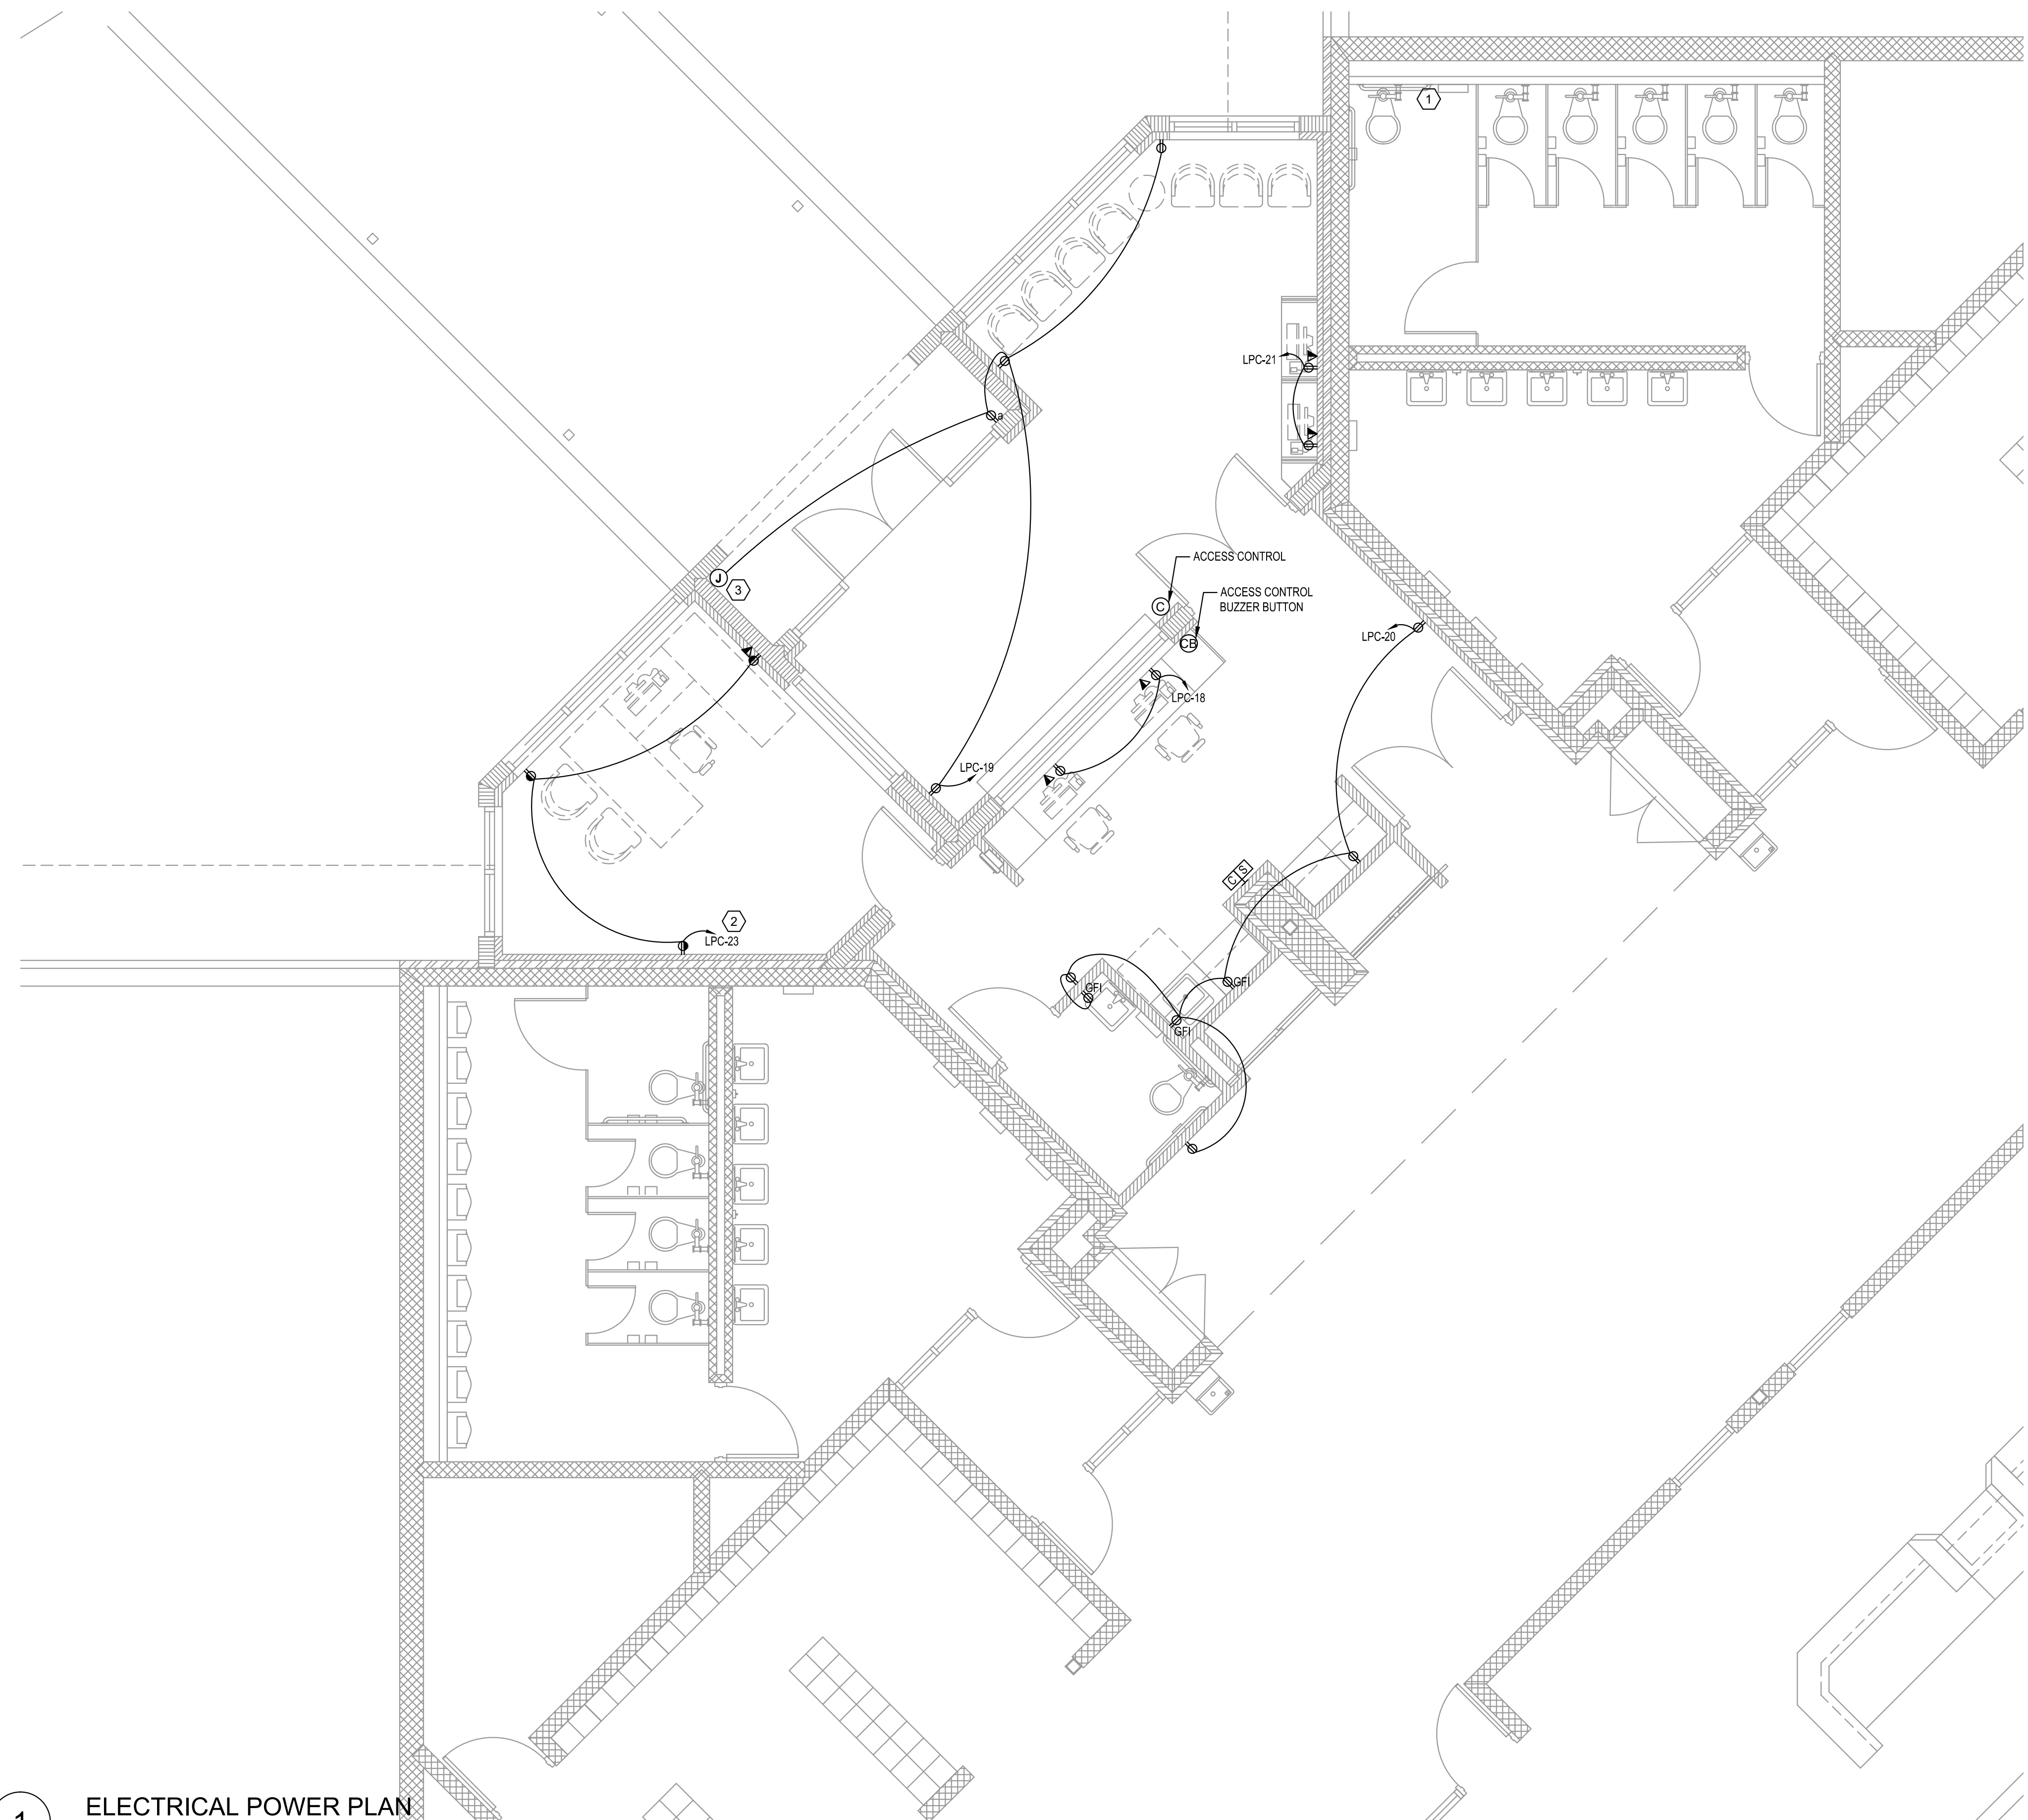 1
LPC-21
a
ACCESS CONTROL
J
3
ACCESS CONTROL
BUZZER BUTTON
C
CB
LPC-20
LPC-18
LPC-19
C S
2
LPC-23
GFI
GFI
GFI
ELECTRICAL POWER PLAN
1